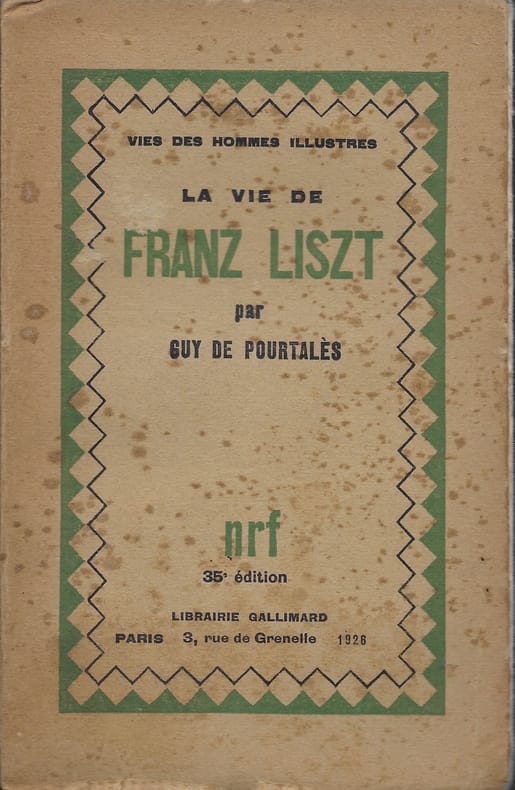 VIES DES HOMMES ILLUSTRES
LA VIE DE
FRANZ LISZT
par
GUY DE POURTALÈS
nrf
35e édition
LIBRAIRIE GALLIMARD
PARIS 3, rue de Grenelle 1926